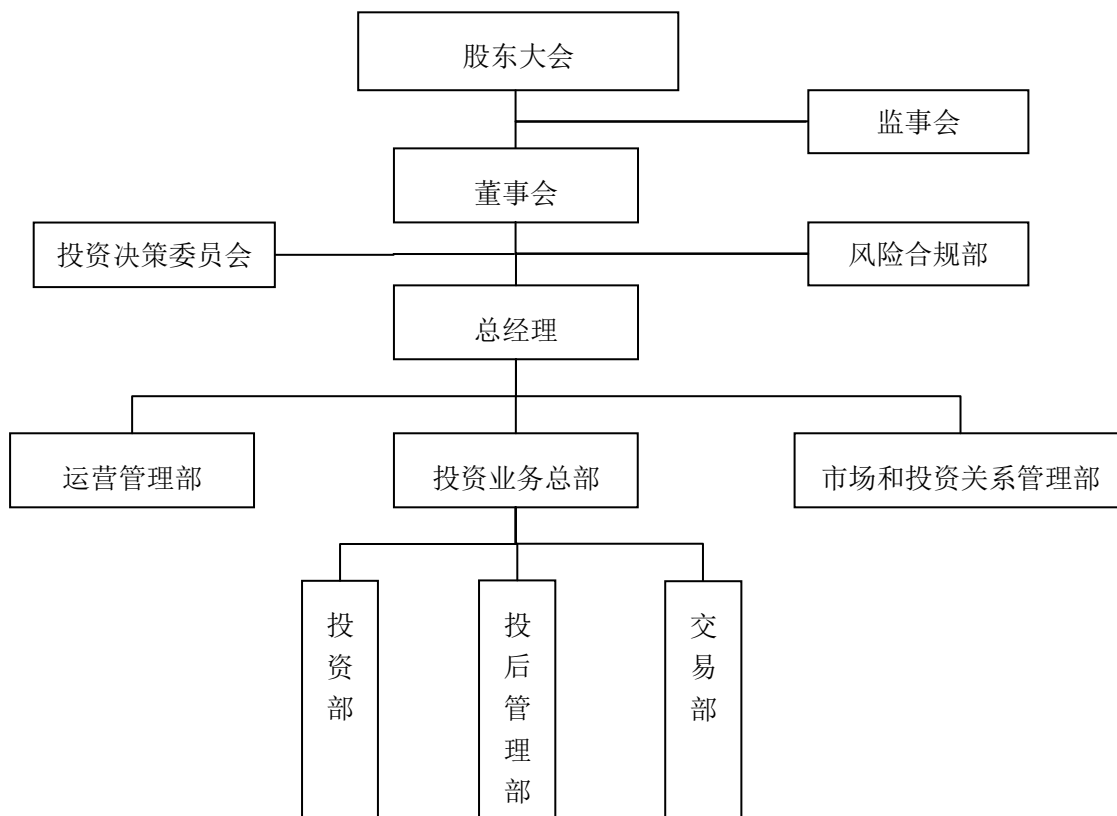 股东大会
监事会
董事会
投资决策委员会
风险合规部
总经理
运营管理部
投资业务总部
市场和投资关系管理部
投资部
投后管理部
交易部